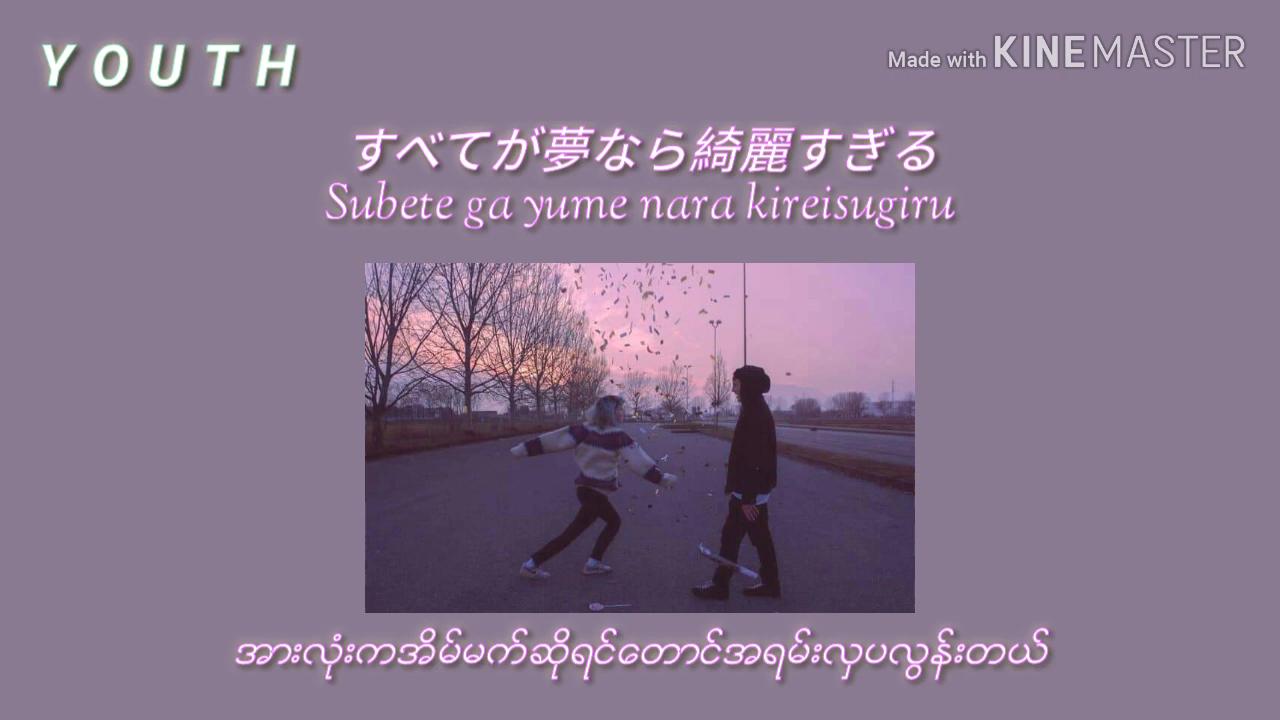 YOUTH
Made with KINEMASTER
すべてが夢なら綺麗すぎる
Subete ga yume nara kireisugiru
အားလုံးကအိမ်မက်ဆိုရင်တောင်အရမ်းလှပလွန်းတယ်